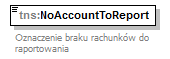 tns:NoAccountToReport
Oznaczenie braku rachunków do
raportowania